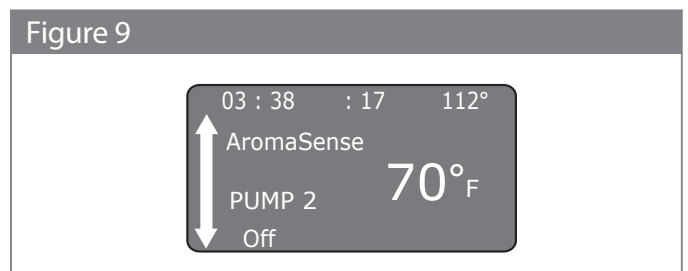 Figure 9
03 : 38 : 17 112°
AromaSense
70°F
PUMP 2
Off